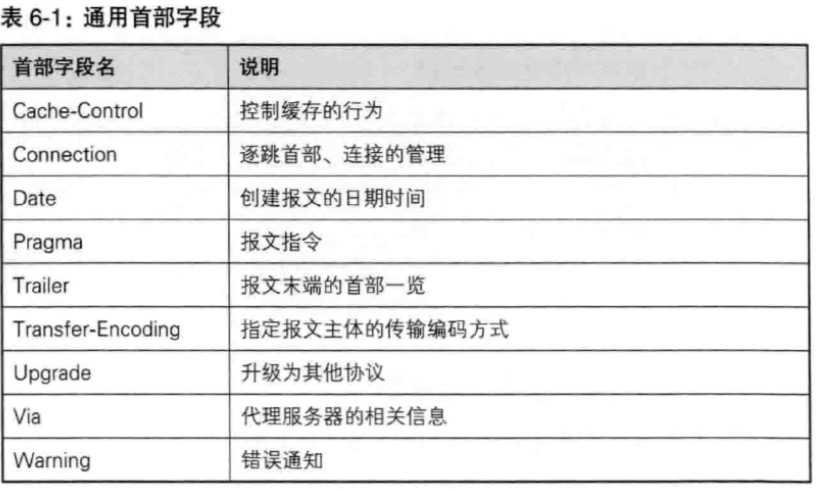 表 6-1：通用首部字段
首部字段名 说明
Cache-Control 控制缓存的行为
Connection 逐跳首部、连接的管理
Date 创建报文的日期时间
Pragma 报文指令
Trailer 报文末端的首部一览
Transfer-Encoding 指定报文主体的传输编码方式
Upgrade 升级为其他协议
Via 代理服务器的相关信息
Warning 错误通知